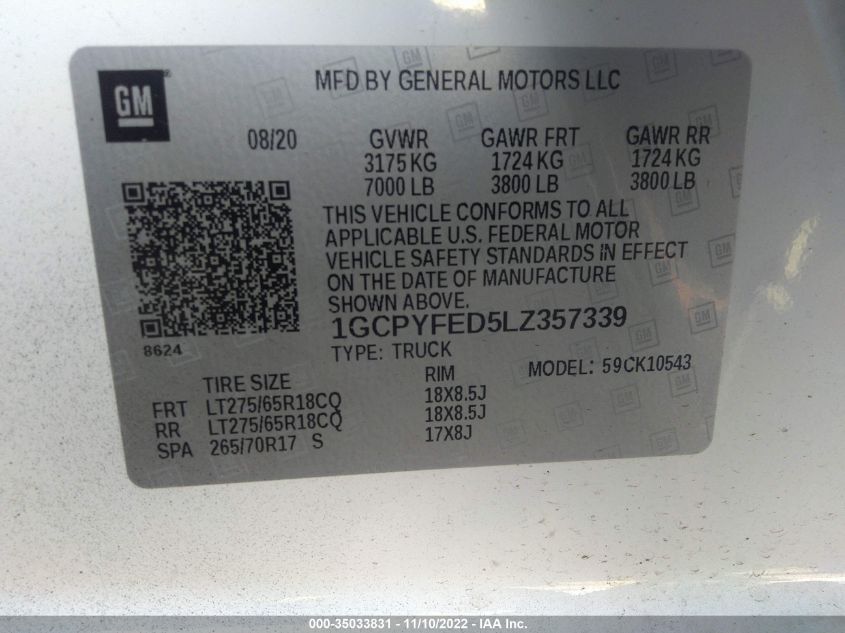 GM
MFD BY GENERAL MOTORS LLC
08/20 GVWR GAWR FRT GAWR RR
3175 KG 1724 KG 1724 KG
7000 LB 3800 LB 3800 LB
THIS VEHICLE CONFORMS TO ALL
APPLICABLE U.S. FEDERAL MOTOR
VEHICLE SAFETY STANDARDS IN EFFECT
ON THE DATE OF MANUFACTURE
SHOWN ABOVE.
1GCPYFED5LZ357339
8624
TYPE: TRUCK MODEL: 59CK10543
TIRE SIZE RIM
FRT LT275/65R18CQ 18X8.5J
RR LT275/65R18CQ 18X8.5J
SPA 265/70R17 S 17X8J
000-35033831 - 11/10/2022 - IAA Inc.